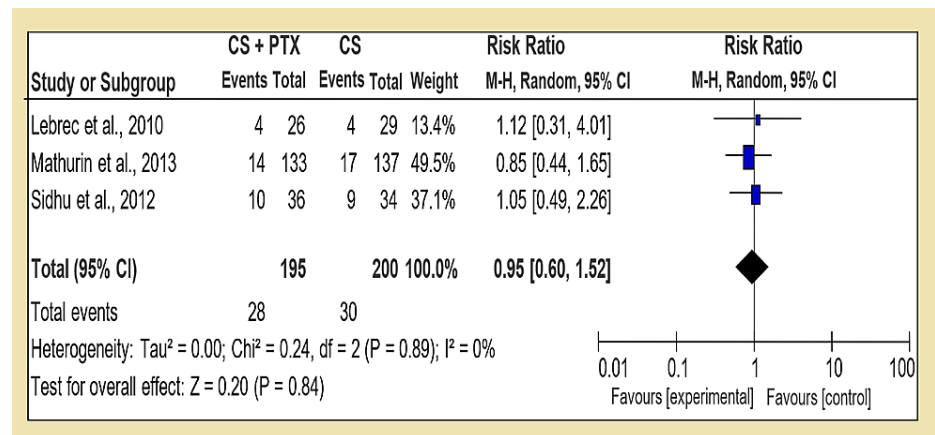 CS + PTX CS Risk Ratio Risk Ratio
Study or Subgroup Events Total Events Total Weight M-H, Random, 95% CI M-H, Random, 95% CI
Lebrec et al., 2010 4 26 4 29 13.4% 1.12 [0.31, 4.01]
Mathurin et al., 2013 14 133 17 137 49.5% 0.85 [0.44, 1.65]
Sidhu et al., 2012 10 36 9 34 37.1% 1.05 [0.49, 2.26]
Total (95% CI) 195 200 100.0% 0.95 [0.60, 1.52]
Total events 28 30
Heterogeneity: Tau² = 0.00; Chi² = 0.24, df = 2 (P = 0.89); I² = 0%
Test for overall effect: Z = 0.20 (P = 0.84)
0.01 0.1 1 10 100
Favours [experimental] Favours [control]